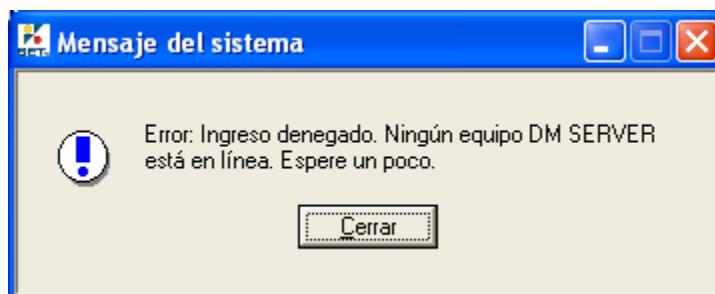 Mensaje del sistema
Error: Ingreso denegado. Ningún equipo DM SERVER
está en línea. Espere un poco.
Cerrar